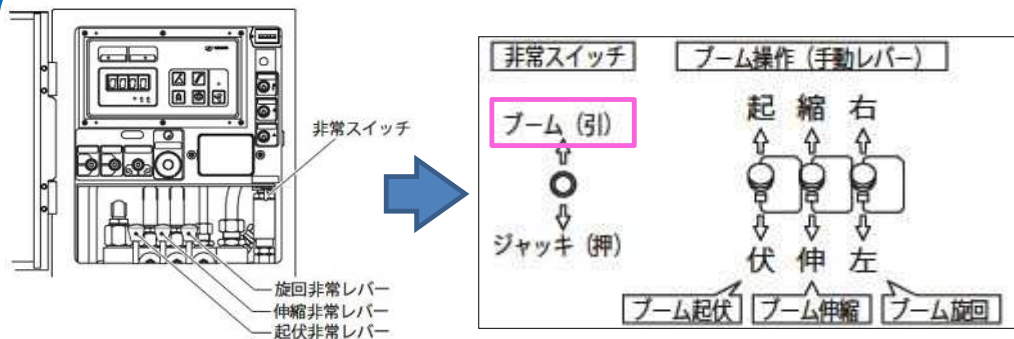 非常スイッチ
旋回非常レバー
伸縮非常レバー
起伏非常レバー
非常スイッチ
ブーム (引)
ジャッキ (押)
ブーム操作 (手動レバー)
起 縮 右
伏 伸 左
ブーム起伏 ブーム伸縮 ブーム旋回